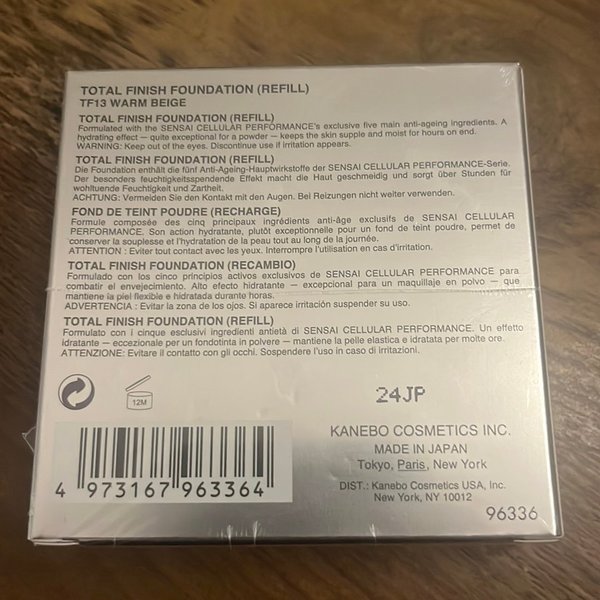 TOTAL FINISH FOUNDATION (REFILL)
TF13 WARM BEIGE
TOTAL FINISH FOUNDATION (REFILL)
Formulated with the SENSAI CELLULAR PERFORMANCE's exclusive five main anti-ageing ingredients. A
hydrating effect — quite exceptional for a powder — keeps the skin supple and moist for hours on end.
WARNING: Keep out of the eyes. Discontinue use if irritation appears.
TOTAL FINISH FOUNDATION (REFILL)
Die Foundation enthält die fünf Anti-Ageing-Hauptwirkstoffe der SENSAI CELLULAR PERFORMANCE-Serie.
Der besonders feuchtigkeitsspendende Effekt macht die Haut geschmeidig und sorgt über Stunden für
wohltuende Feuchtigkeit und Zartheit.
ACHTUNG: Vermeiden Sie den Kontakt mit den Augen. Bei Reizungen nicht weiter verwenden.
FOND DE TEINT POUDRE (RECHARGE)
Formule composée des cinq principaux ingrédients anti-âge exclusifs de SENSAI CELLULAR
PERFORMANCE. Son action hydratante, plutôt exceptionnelle pour un fond de teint poudre, permet de
conserver la souplesse et l'hydratation de la peau tout au long de la journée.
ATTENTION : Eviter tout contact avec les yeux. Interrompre l'utilisation en cas d'irritation.
TOTAL FINISH FOUNDATION (RECAMBIO)
Formulado con los cinco principios activos exclusivos de SENSAI CELLULAR PERFORMANCE para
combatir el envejecimiento. Alto efecto hidratante — excepcional para un maquillaje en polvo — que
mantiene la piel flexible e hidratada durante horas.
ADVERTENCIA : Evitar la zona de los ojos. Si aparece irritación suspender su uso.
TOTAL FINISH FOUNDATION (REFILL)
Formulato con i cinque esclusivi ingredienti antietà di SENSAI CELLULAR PERFORMANCE. Un effetto
idratante — eccezionale per un fondotinta in polvere — mantiene la pelle elastica e idratata per molte ore.
ATTENZIONE: Evitare il contatto con gli occhi. Sospendere l'uso in caso di irritazioni.
12M
24JP
KANEBO COSMETICS INC.
MADE IN JAPAN
Tokyo, Paris, New York
DIST.: Kanebo Cosmetics USA, Inc.
New York, NY 10012
4 973167 963364
96336